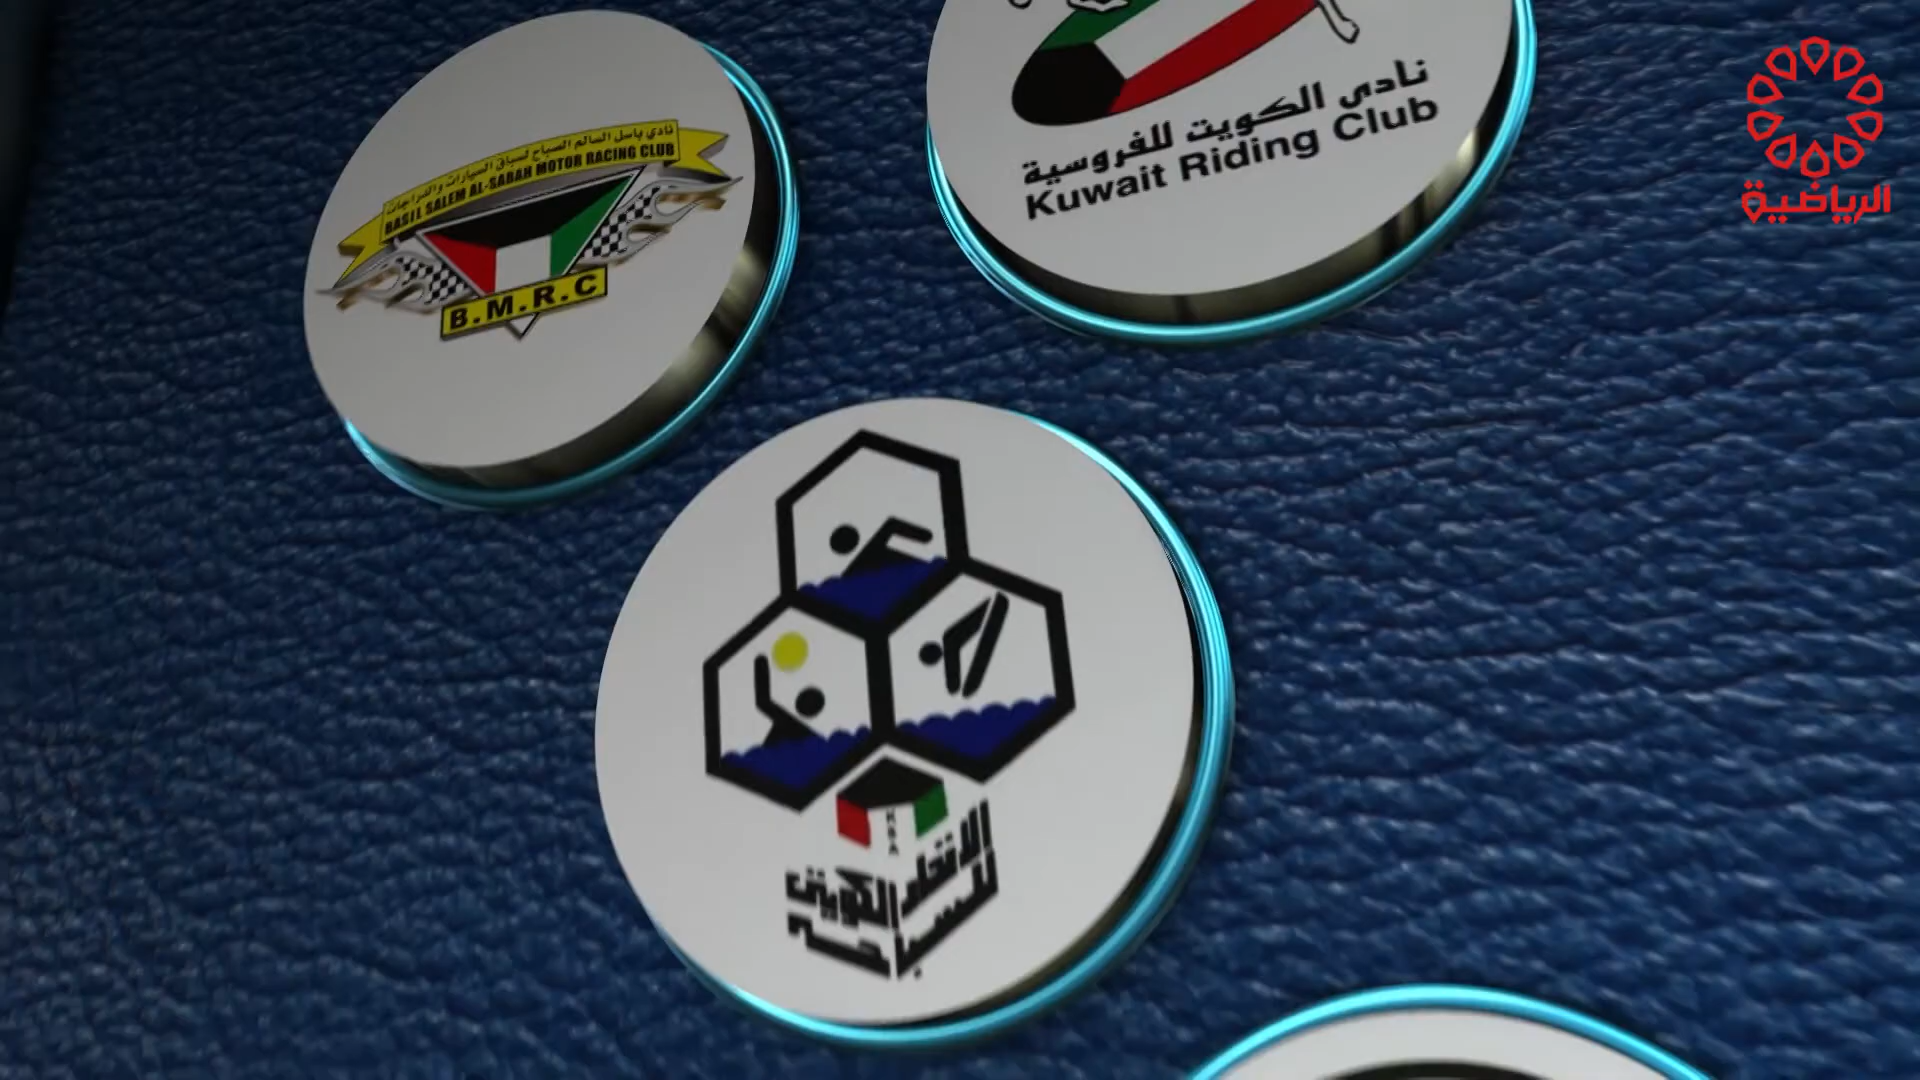 نادي باسل السالم الصباح لسباق السيارات والدراجات
BASIL SALEM AL-SABAH MOTOR RACING CLUB
B.M.R.C
نادي الكويت للفروسية
Kuwait Riding Club
الرياضية
الاتحاد الكويتي
للسباحة